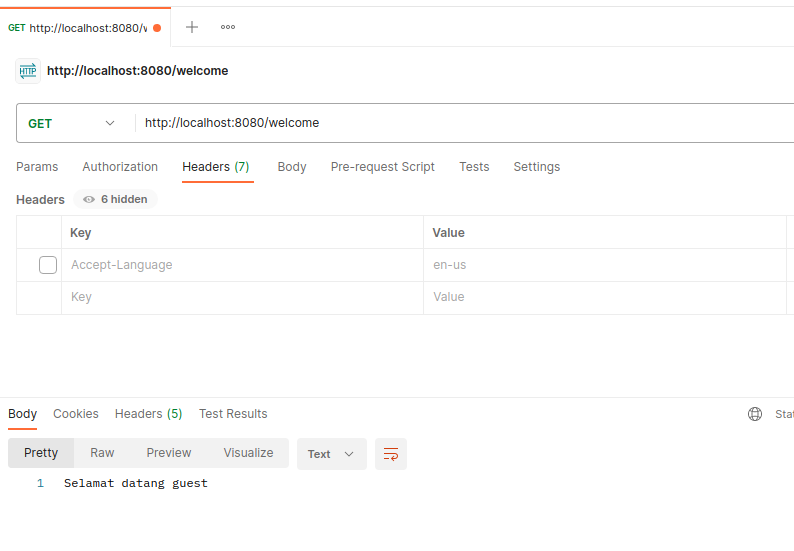 GET http://localhost:8080/v
HTTP http://localhost:8080/welcome
GET http://localhost:8080/welcome
Params Authorization Headers (7) Body Pre-request Script Tests Settings
Headers 6 hidden
Key Value
Accept-Language en-us
Key Value
Body Cookies Headers (5) Test Results Stat
Pretty Raw Preview Visualize Text
1 Selamat datang guest